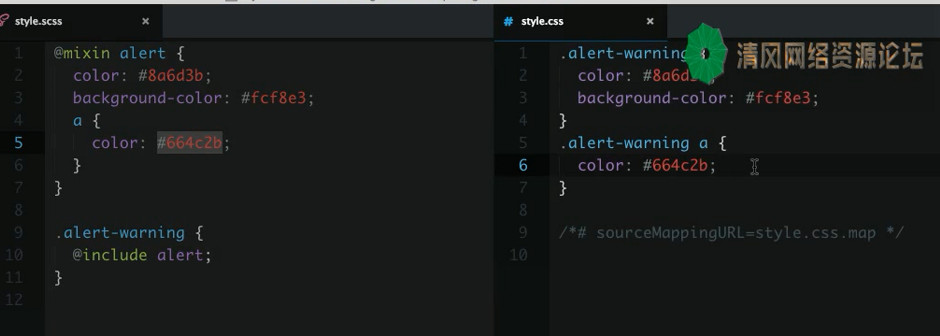 style.scss
1 @mixin alert {
2 color: #8a6d3b;
3 background-color: #fcf8e3;
4 a {
5 color: #664c2b;
6 }
7 }
8
9 .alert-warning {
10 @include alert;
11 }
12
# style.css
1 .alert-warning
2 color: #8a6d3b;
3 background-color: #fcf8e3;
4 }
5 .alert-warning a {
6 color: #664c2b;
7 }
8
9 /*# sourceMappingURL=style.css.map */
10
清风网络资源论坛